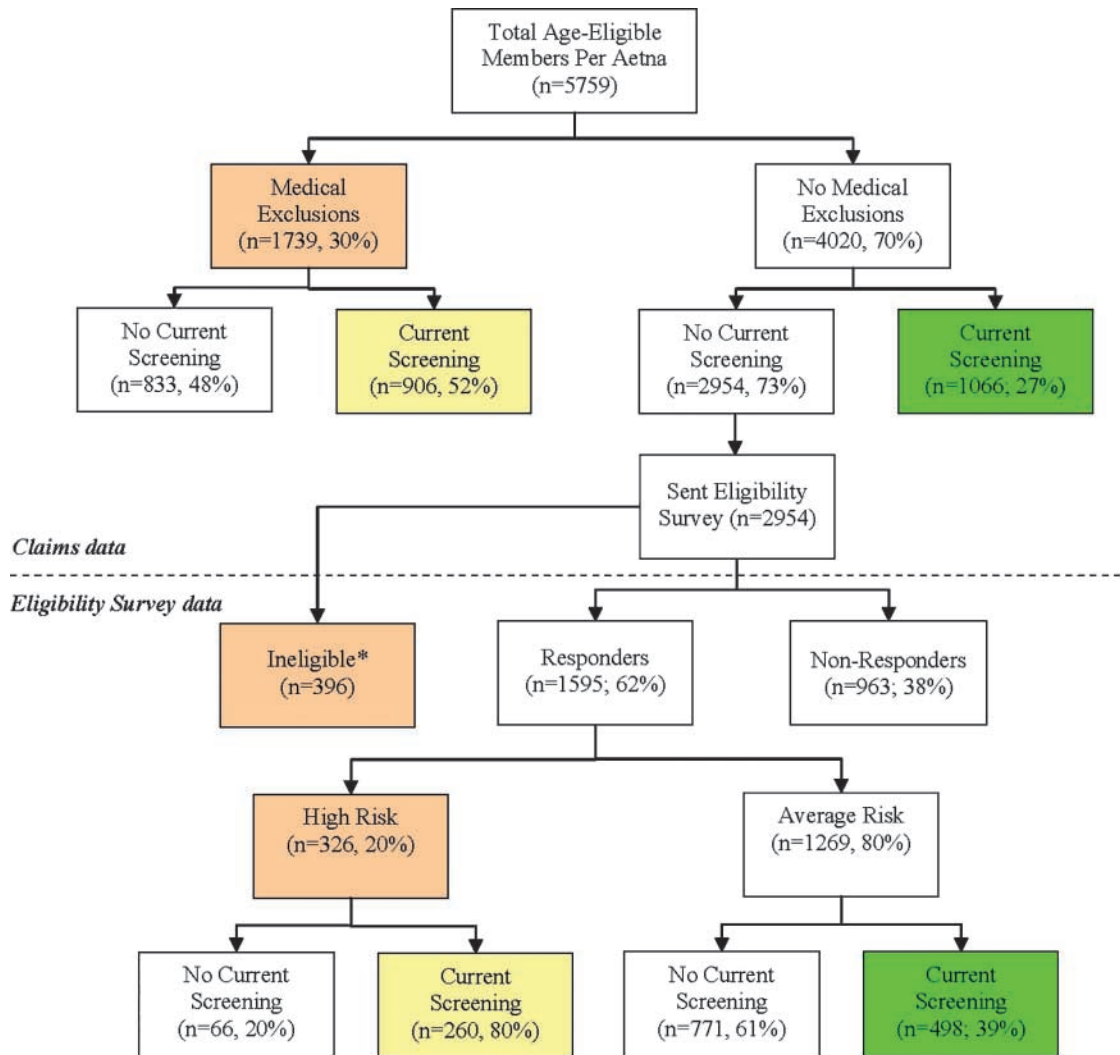 Total Age-Eligible
Members Per Aetna
(n=5759)
Medical
Exclusions
(n=1739, 30%)
No Medical
Exclusions
(n=4020, 70%)
No Current
Screening
(n=833, 48%)
Current
Screening
(n=906, 52%)
No Current
Screening
(n=2954, 73%)
Current
Screening
(n=1066; 27%)
Sent Eligibility
Survey (n=2954)
Claims data
Eligibility Survey data
Ineligible*
(n=396)
Responders
(n=1595; 62%)
Non-Responders
(n=963; 38%)
High Risk
(n=326, 20%)
Average Risk
(n=1269, 80%)
No Current
Screening
(n=66, 20%)
Current
Screening
(n=260, 80%)
No Current
Screening
(n=771, 61%)
Current
Screening
(n=498; 39%)